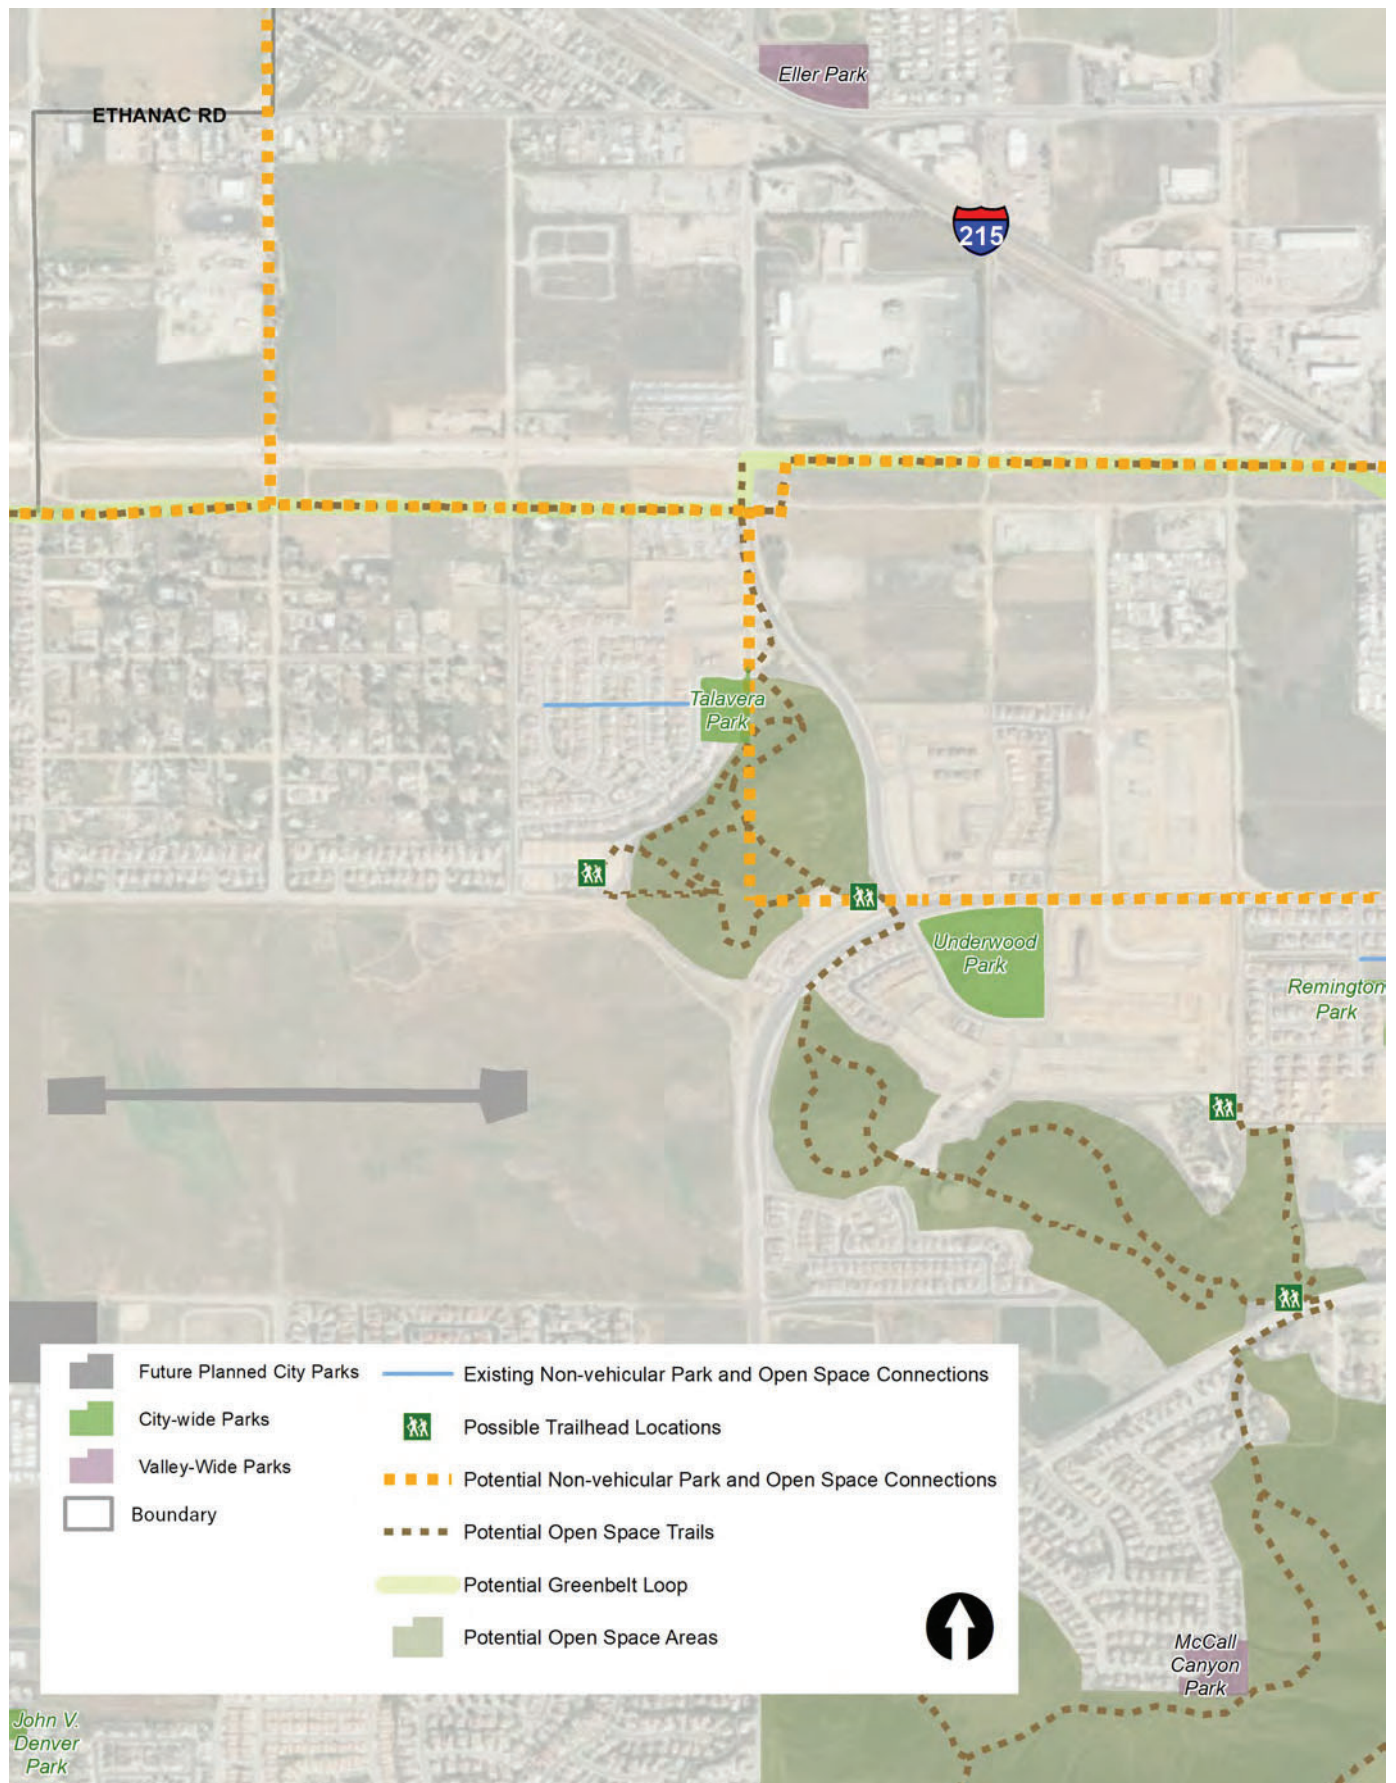 Eller Park
ETHANAC RD
215
Talavera
Park
Underwood
Park
Remington
Park
Future Planned City Parks
City-wide Parks
Valley-Wide Parks
Boundary
Existing Non-vehicular Park and Open Space Connections
Possible Trailhead Locations
Potential Non-vehicular Park and Open Space Connections
Potential Open Space Trails
Potential Greenbelt Loop
Potential Open Space Areas
McCall
Canyon
Park
John V.
Denver
Park